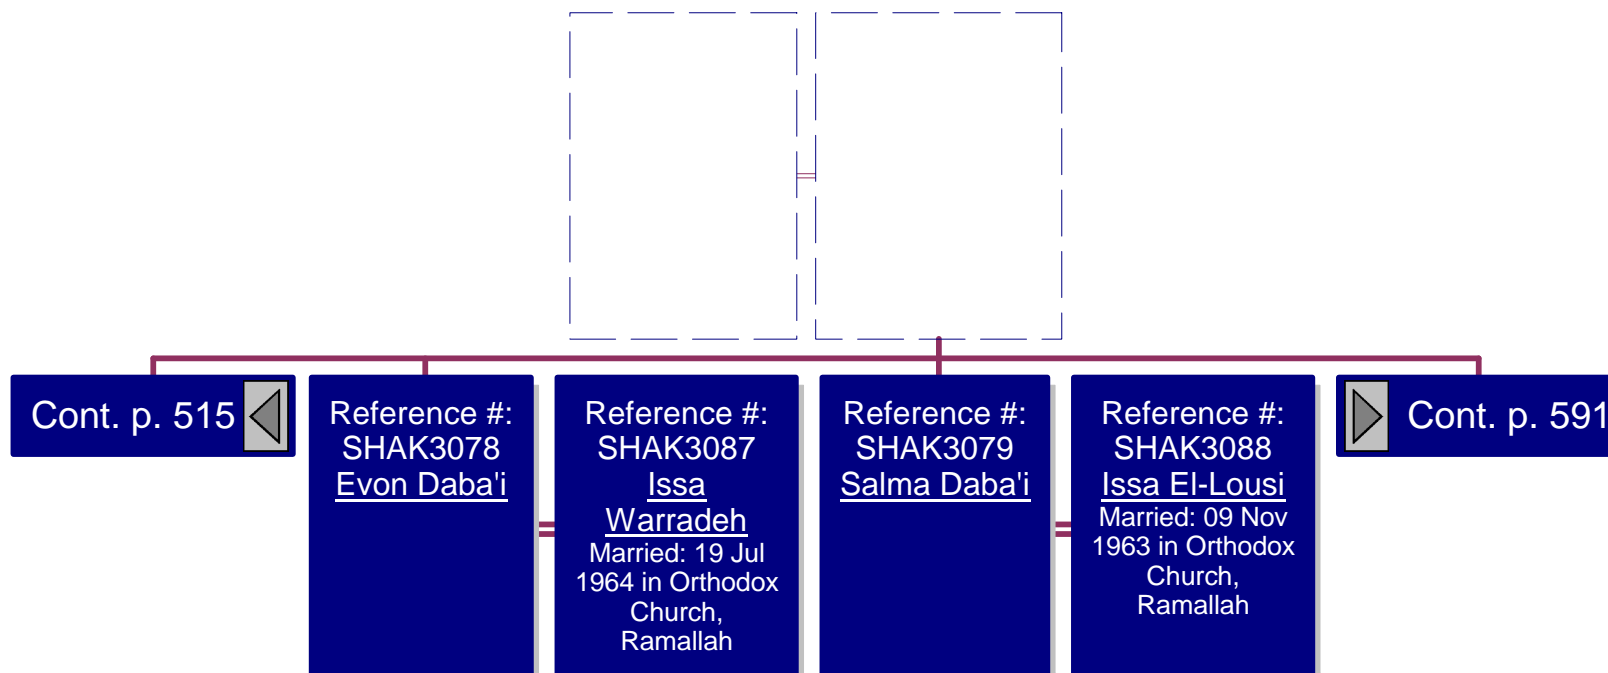 Cont. p. 515
Reference #:
SHAK3078
Evon Daba'i
Reference #:
SHAK3087
Issa
Warradeh
Married: 19 Jul
1964 in Orthodox
Church,
Ramallah
Reference #:
SHAK3079
Salma Daba'i
Reference #:
SHAK3088
Issa El-Lousi
Married: 09 Nov
1963 in Orthodox
Church,
Ramallah
Cont. p. 591